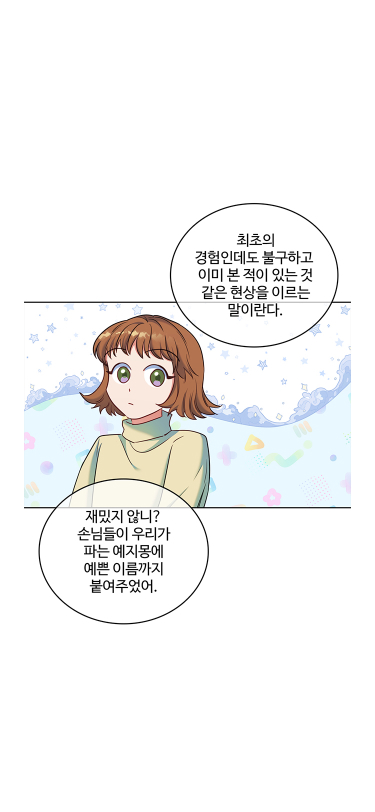 최초의
경험인데도 불구하고
이미 본 적이 있는 것
같은 현상을 이르는
말이란다.
재밌지 않니?
손님들이 우리가
파는 예지몽에
예쁜 이름까지
붙여주었어.